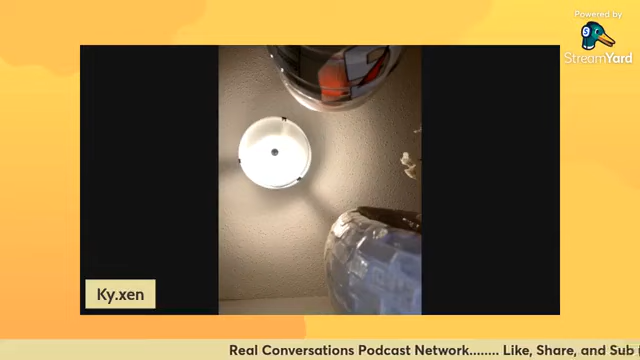 Powered by
StreamYard
Ky.xen
Real Conversations Podcast Network........ Like, Share, and Sub